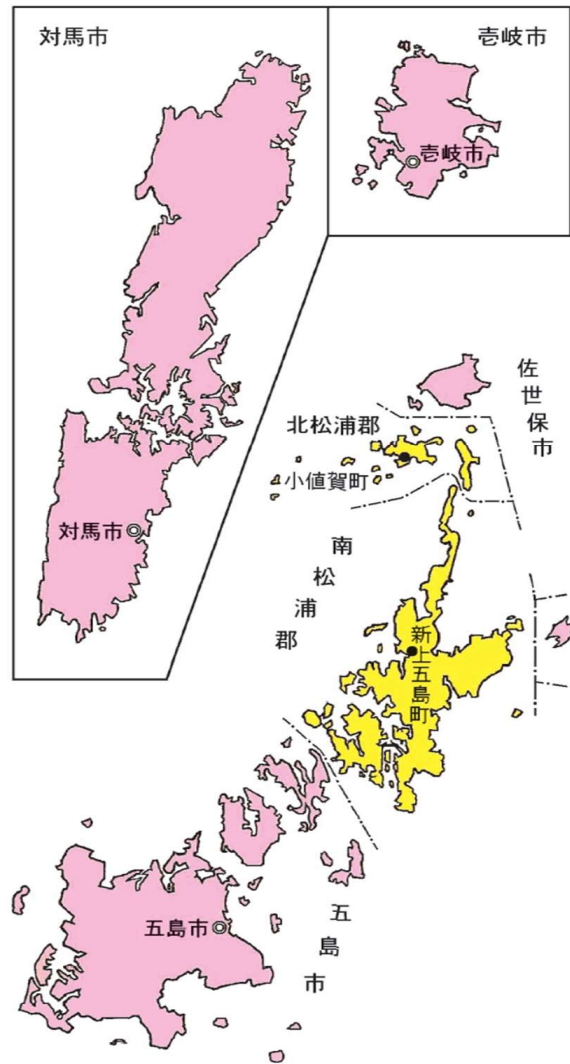 対馬市
壱岐市
壱岐市
対馬市
佐世保市
北松浦郡
小値賀町
南松浦郡
新上五島町
五島市
五島市